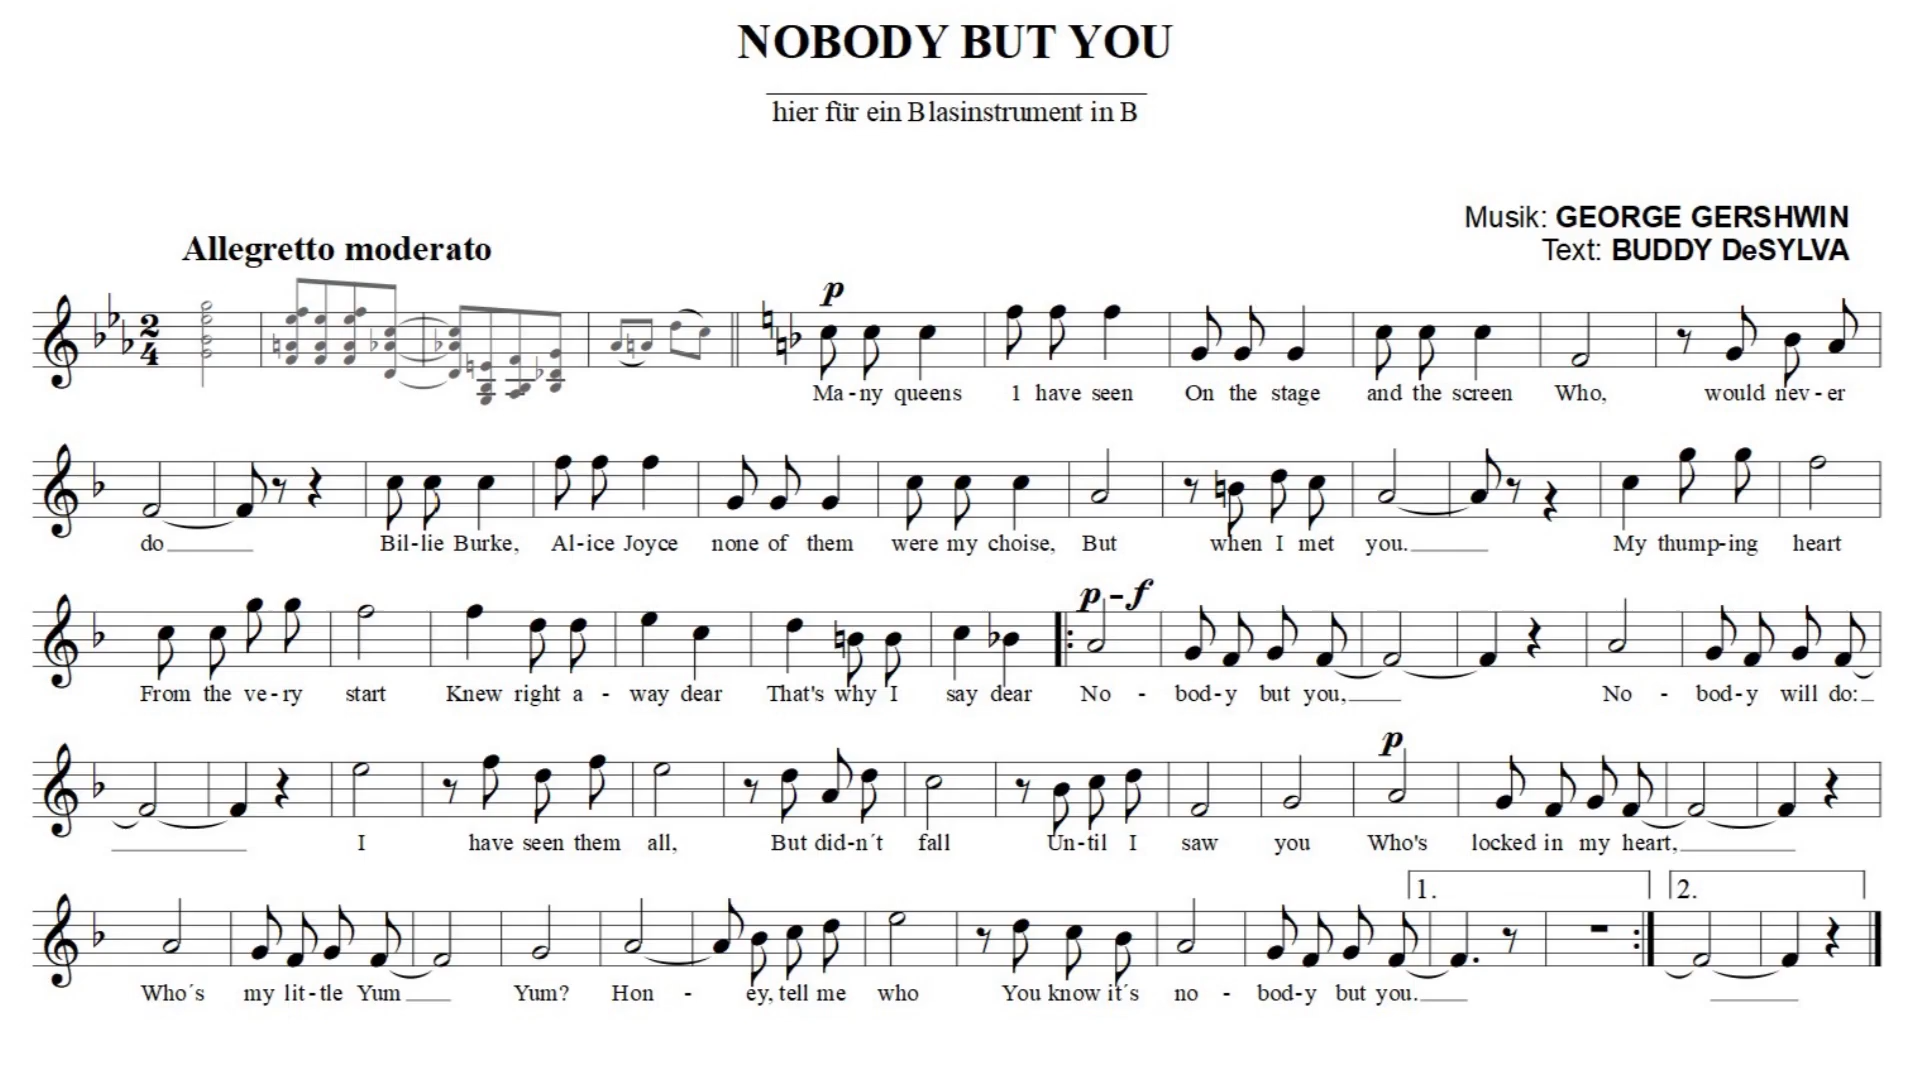 NOBODY BUT YOU
hier für ein Blasinstrument in B
Musik: GEORGE GERSHWIN
Text: BUDDY DeSYLVA
Allegretto moderato
p
Ma - ny queens 1 have seen On the stage and the screen Who, would nev - er
do Bil - lie Burke, Al - ice Joyce none of them were my choise, But when I met you. My thump - ing heart
p - f
From the ve - ry start Knew right a - way dear That's why I say dear No - bod - y but you, No - bod - y will do:
p
I have seen them all, But did - n´t fall Un - til I saw you Who's locked in my heart,
1. 2.
Who´s my lit - tle Yum Yum? Hon - ey, tell me who You know it´s no - bod - y but you.